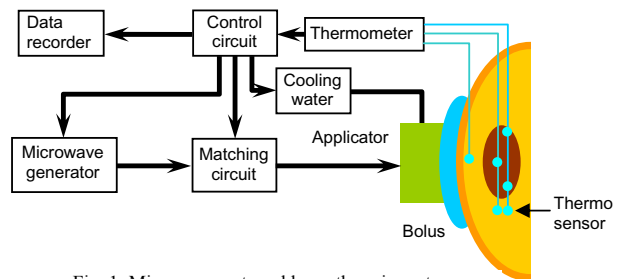 Data
recorder
Control
circuit
Thermometer
Cooling
water
Applicator
Microwave
generator
Matching
circuit
Thermo
sensor
Bolus